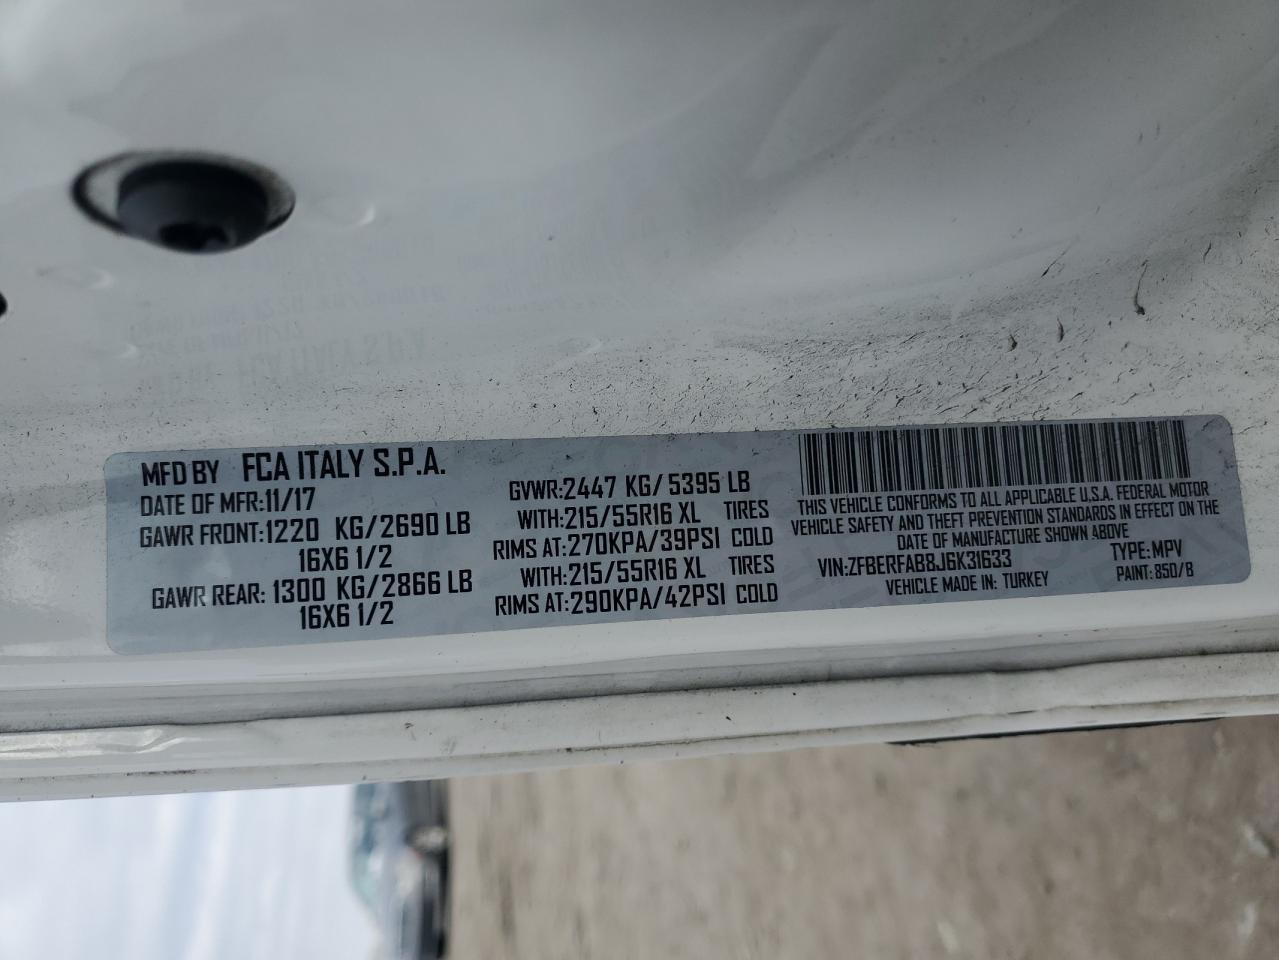 MFD BY FCA ITALY S.P.A.
DATE OF MFR:11/17
GAWR FRONT:1220 KG/2690 LB
16X6 1/2
GAWR REAR: 1300 KG/2866 LB
16X6 1/2
GVWR:2447 KG/5395 LB
WITH:215/55R16 XL TIRES
RIMS AT:270KPA/39PSI COLD
WITH:215/55R16 XL TIRES
RIMS AT:290KPA/42PSI COLD
THIS VEHICLE CONFORMS TO ALL APPLICABLE U.S.A. FEDERAL MOTOR
VEHICLE SAFETY AND THEFT PREVENTION STANDARDS IN EFFECT ON THE
DATE OF MANUFACTURE SHOWN ABOVE
VIN:ZFBERFAB8J6K31633 TYPE:MPV
VEHICLE MADE IN: TURKEY PAINT: 850/B